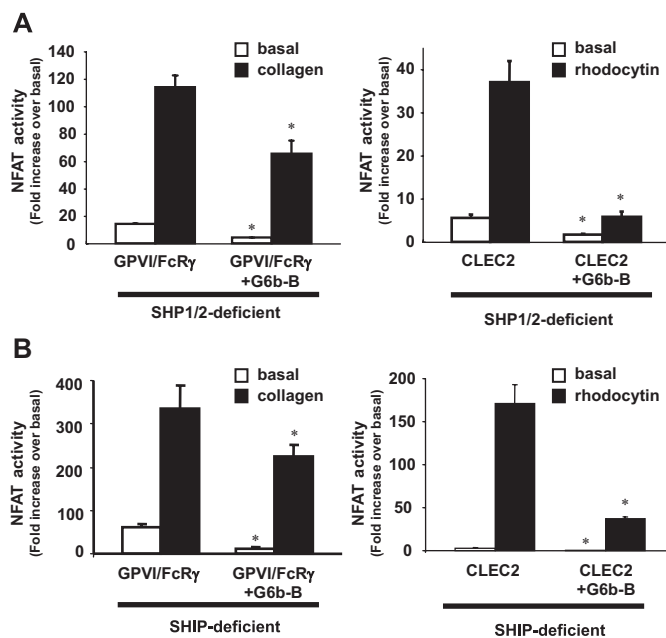 A
basal
collagen
NFAT activity
(Fold increase over basal)
140
120
100
80
60
40
20
0
*
*
GPVI/FcRγ
GPVI/FcRγ
+G6b-B
SHP1/2-deficient
basal
rhodocytin
NFAT activity
(Fold increase over basal)
40
30
20
10
0
*
*
CLEC2
CLEC2
+G6b-B
SHP1/2-deficient
B
basal
collagen
NFAT activity
(Fold increase over basal)
400
300
200
100
0
*
*
GPVI/FcRγ
GPVI/FcRγ
+G6b-B
SHIP-deficient
basal
rhodocytin
NFAT activity
(Fold increase over basal)
200
150
100
50
0
*
*
CLEC2
CLEC2
+G6b-B
SHIP-deficient